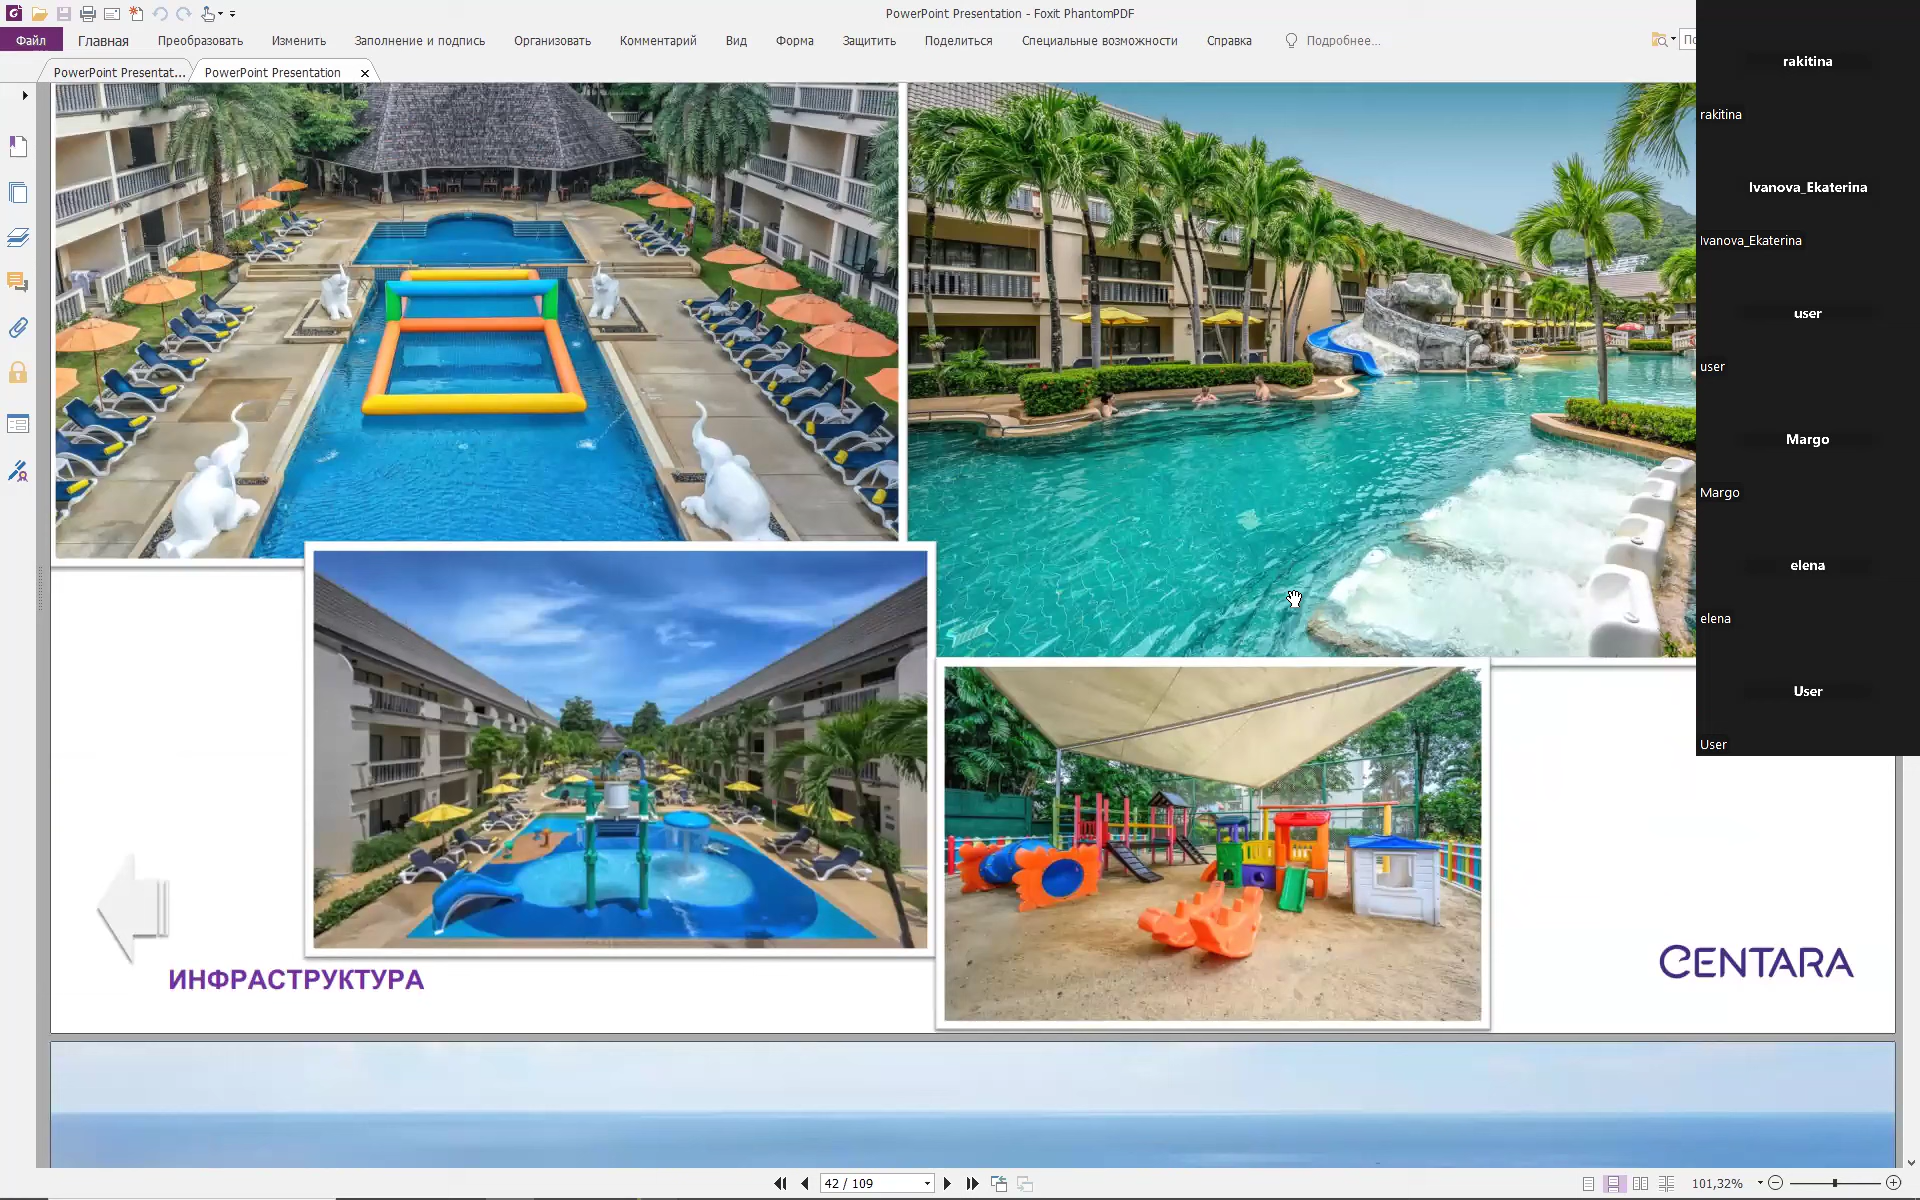 PowerPoint Presentation - Foxit PhantomPDF
Файл Главная Преобразовать Изменить Заполнение и подпись Организовать Комментарий Вид Форма Защитить Поделиться Специальные возможности Справка Подробнее...
PowerPoint Presentat... PowerPoint Presentation
rakitina
rakitina
Ivanova_Ekaterina
Ivanova_Ekaterina
user
user
Margo
Margo
elena
elena
User
User
ИНФРАСТРУКТУРА
CENTARA
42 / 109
101,32%